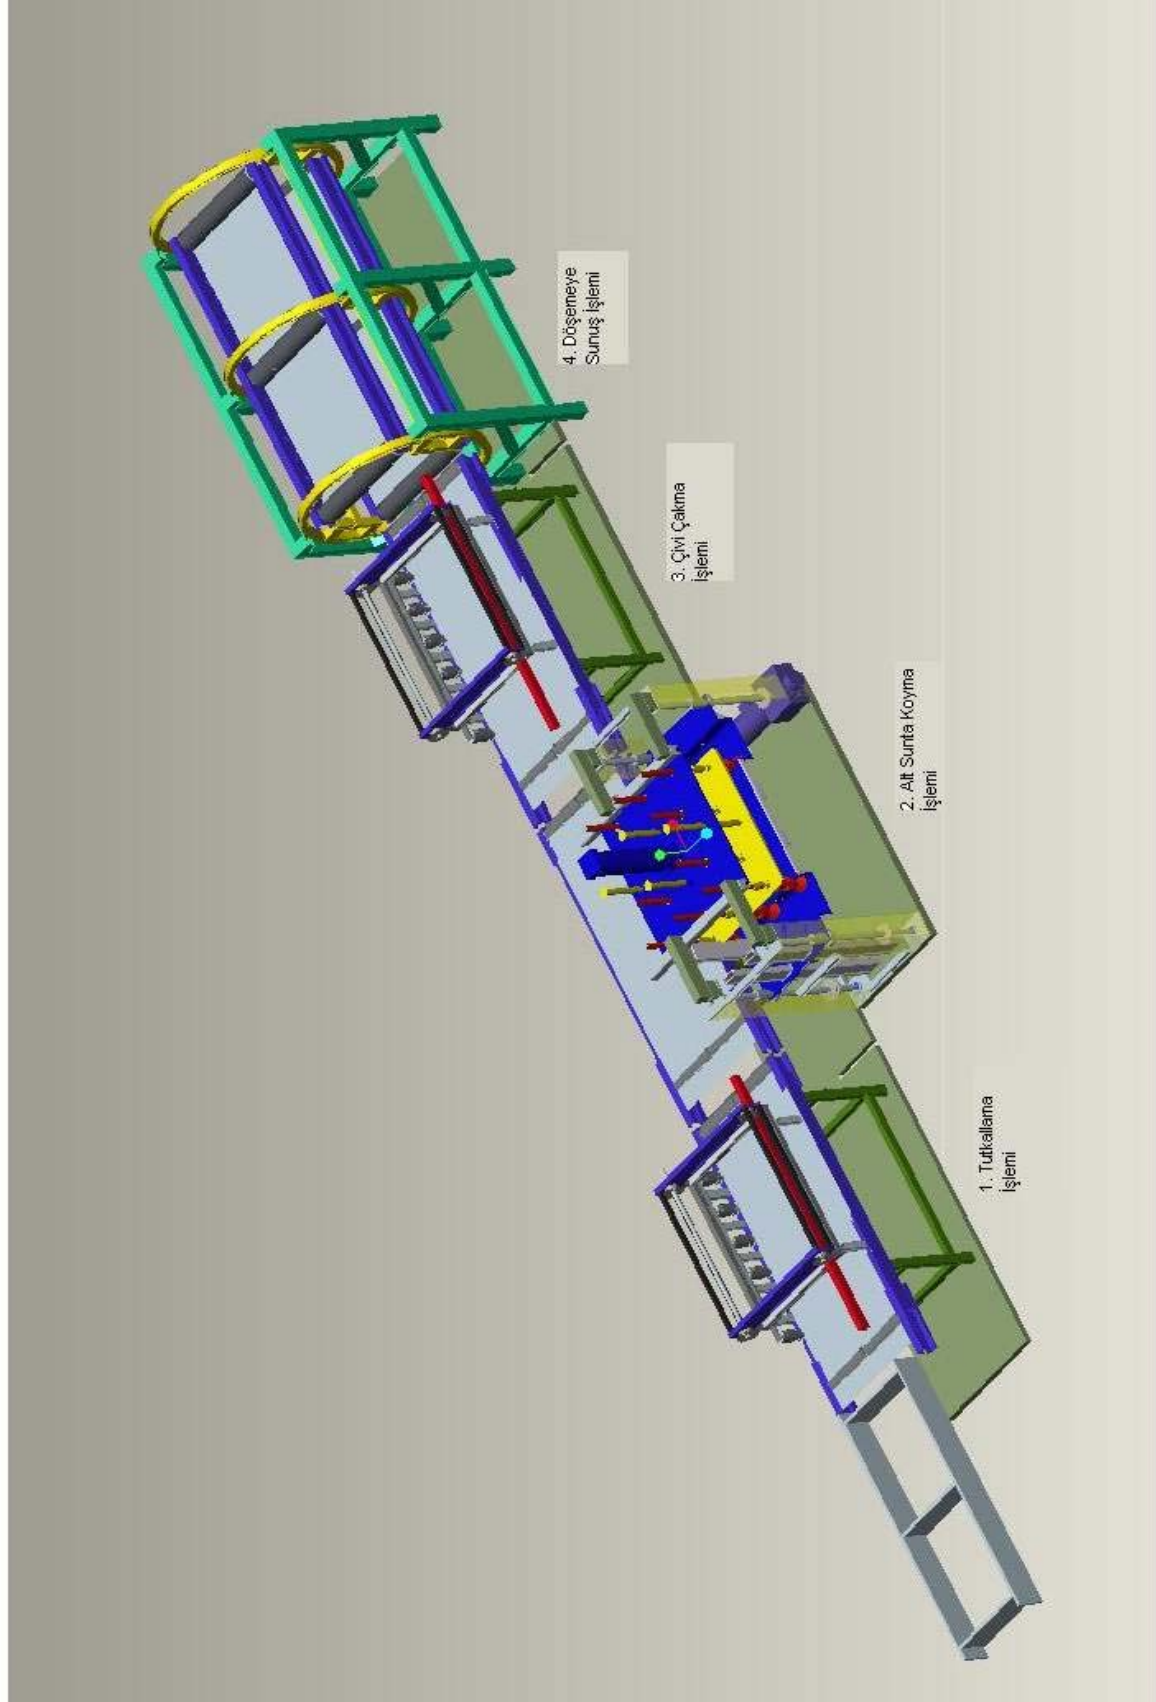 1. Tutkallama
İşlemi
2. Alt Sunta Koyma
İşlemi
3. Çivi Çakma
İşlemi
4. Döşemeye
Sunuş İşlemi